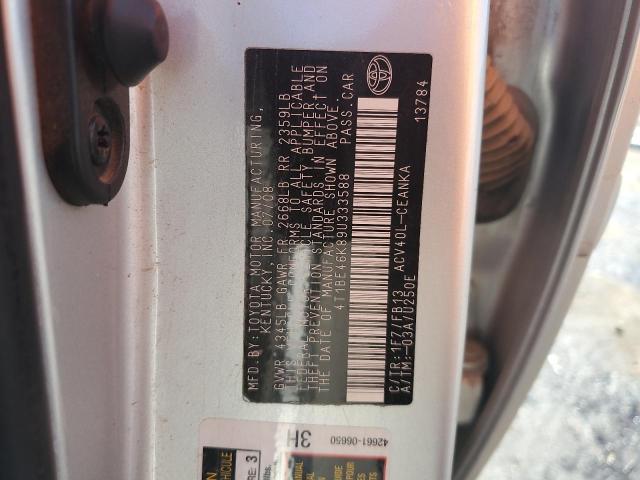 MFD.BY:TOYOTA MOTOR MANUFACTURING,
KENTUCKY, INC. 07/08
GVWR 4345LB GAWR FR 2668LB RR 2359LB
THIS VEHICLE CONFORMS TO ALL APPLICABLE
FEDERAL MOTOR VEHICLE SAFETY, BUMPER, AND
THEFT PREVENTION STANDARDS IN EFFECT ON
THE DATE OF MANUFACTURE SHOWN ABOVE.
4T1BE46K89U333588 PASS.CAR
C/TR:1F7/FB13 ACV40L-CEANKA
A/TM:-03A/U250E
13784
42661-06650
3H